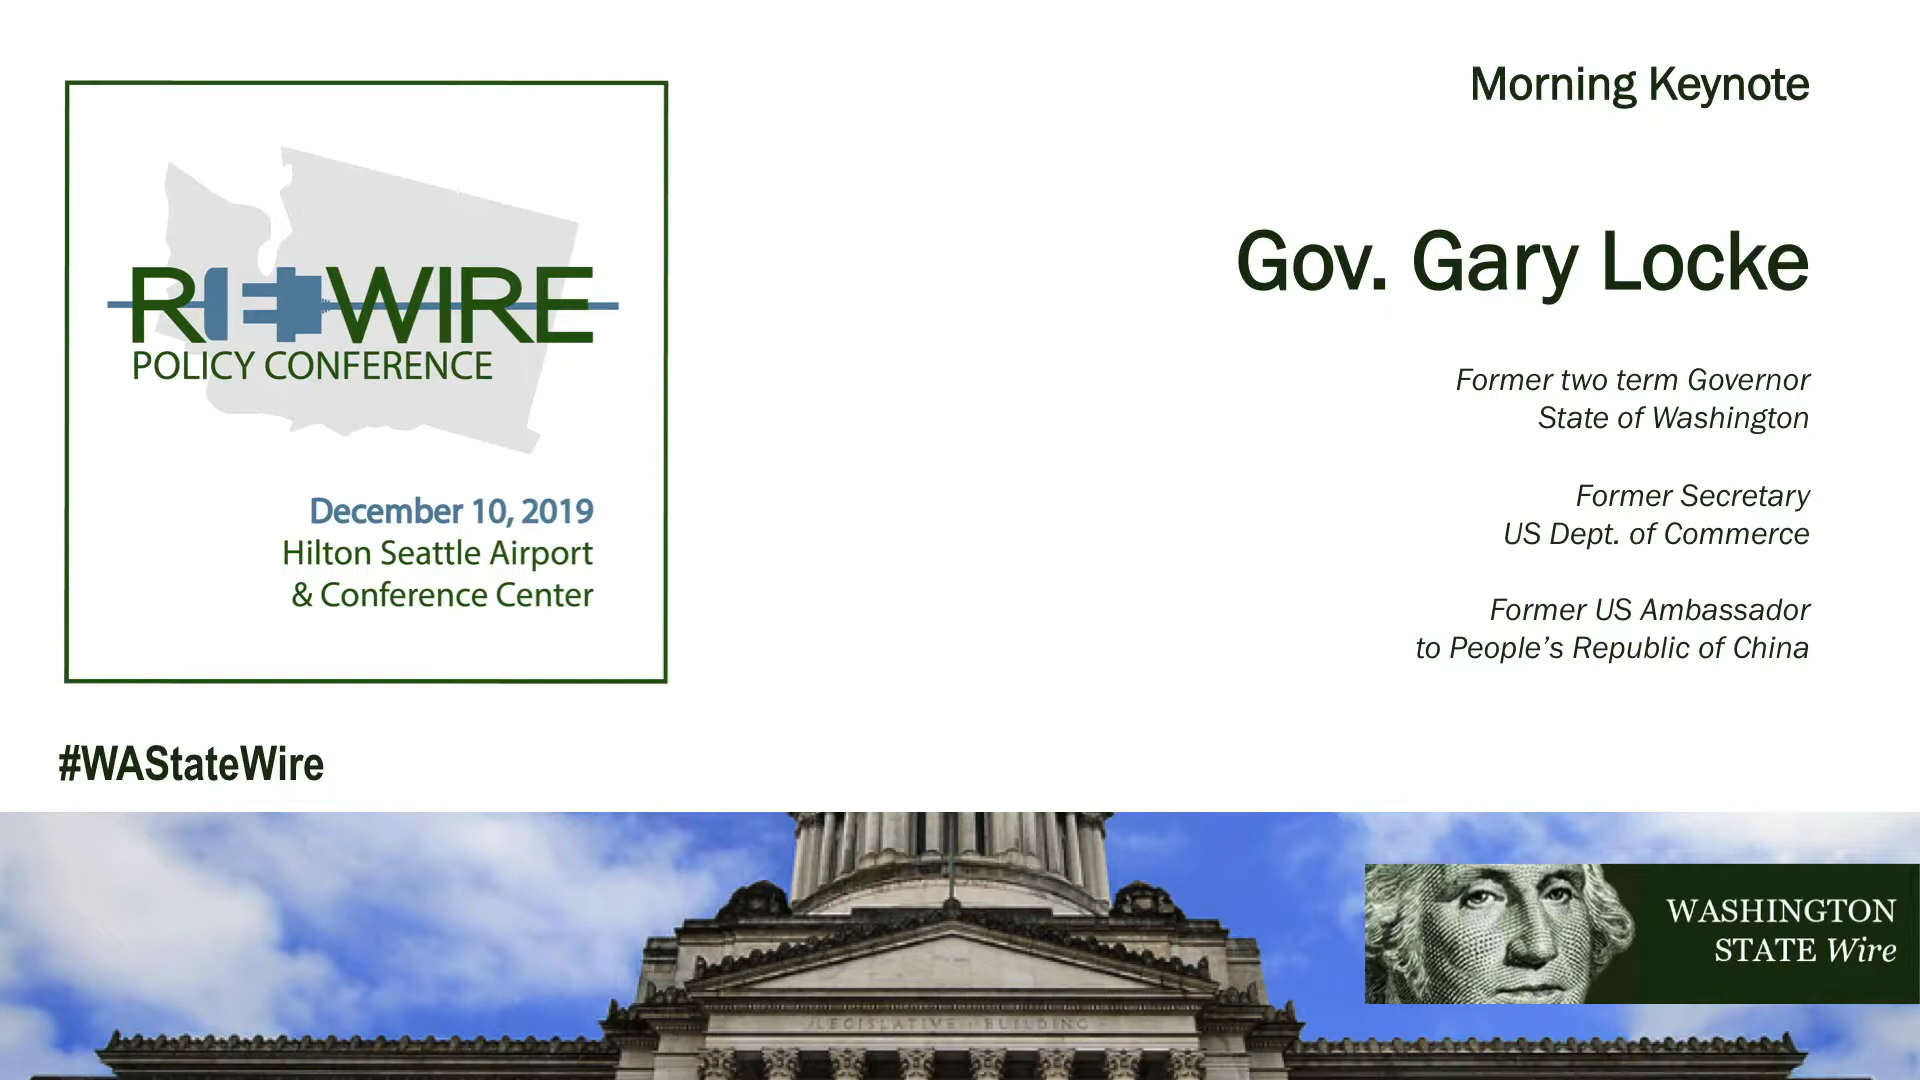 Morning Keynote
Gov. Gary Locke
Former two term Governor
State of Washington
Former Secretary
US Dept. of Commerce
Former US Ambassador
to People’s Republic of China
REWIRE
POLICY CONFERENCE
December 10, 2019
Hilton Seattle Airport
& Conference Center
#WAStateWire
LEGISLATIVE BUILDING
WASHINGTON
STATE Wire